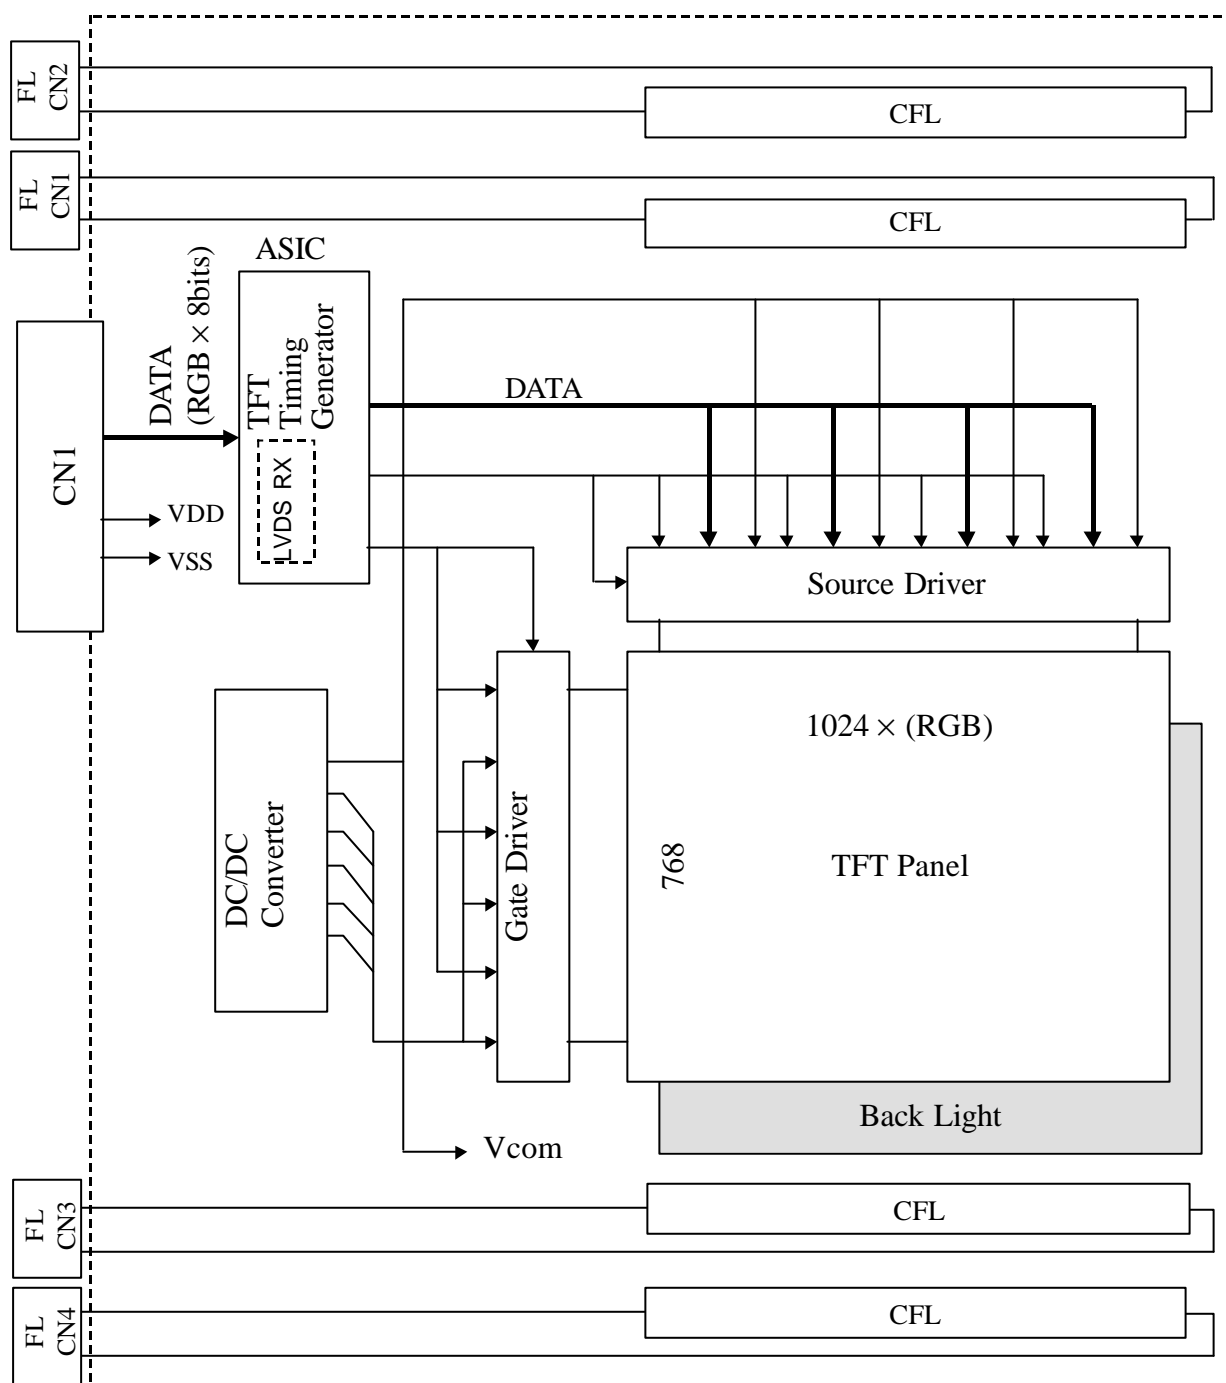 FL
CN2
CFL
FL
CN1
CFL
ASIC
DATA
(RGB × 8bits)
TFT
Timing
Generator
LVDS RX
DATA
CN1
VDD
VSS
Source Driver
1024 × (RGB)
768
TFT Panel
DC/DC
Converter
Gate Driver
Back Light
Vcom
FL
CN3
CFL
FL
CN4
CFL